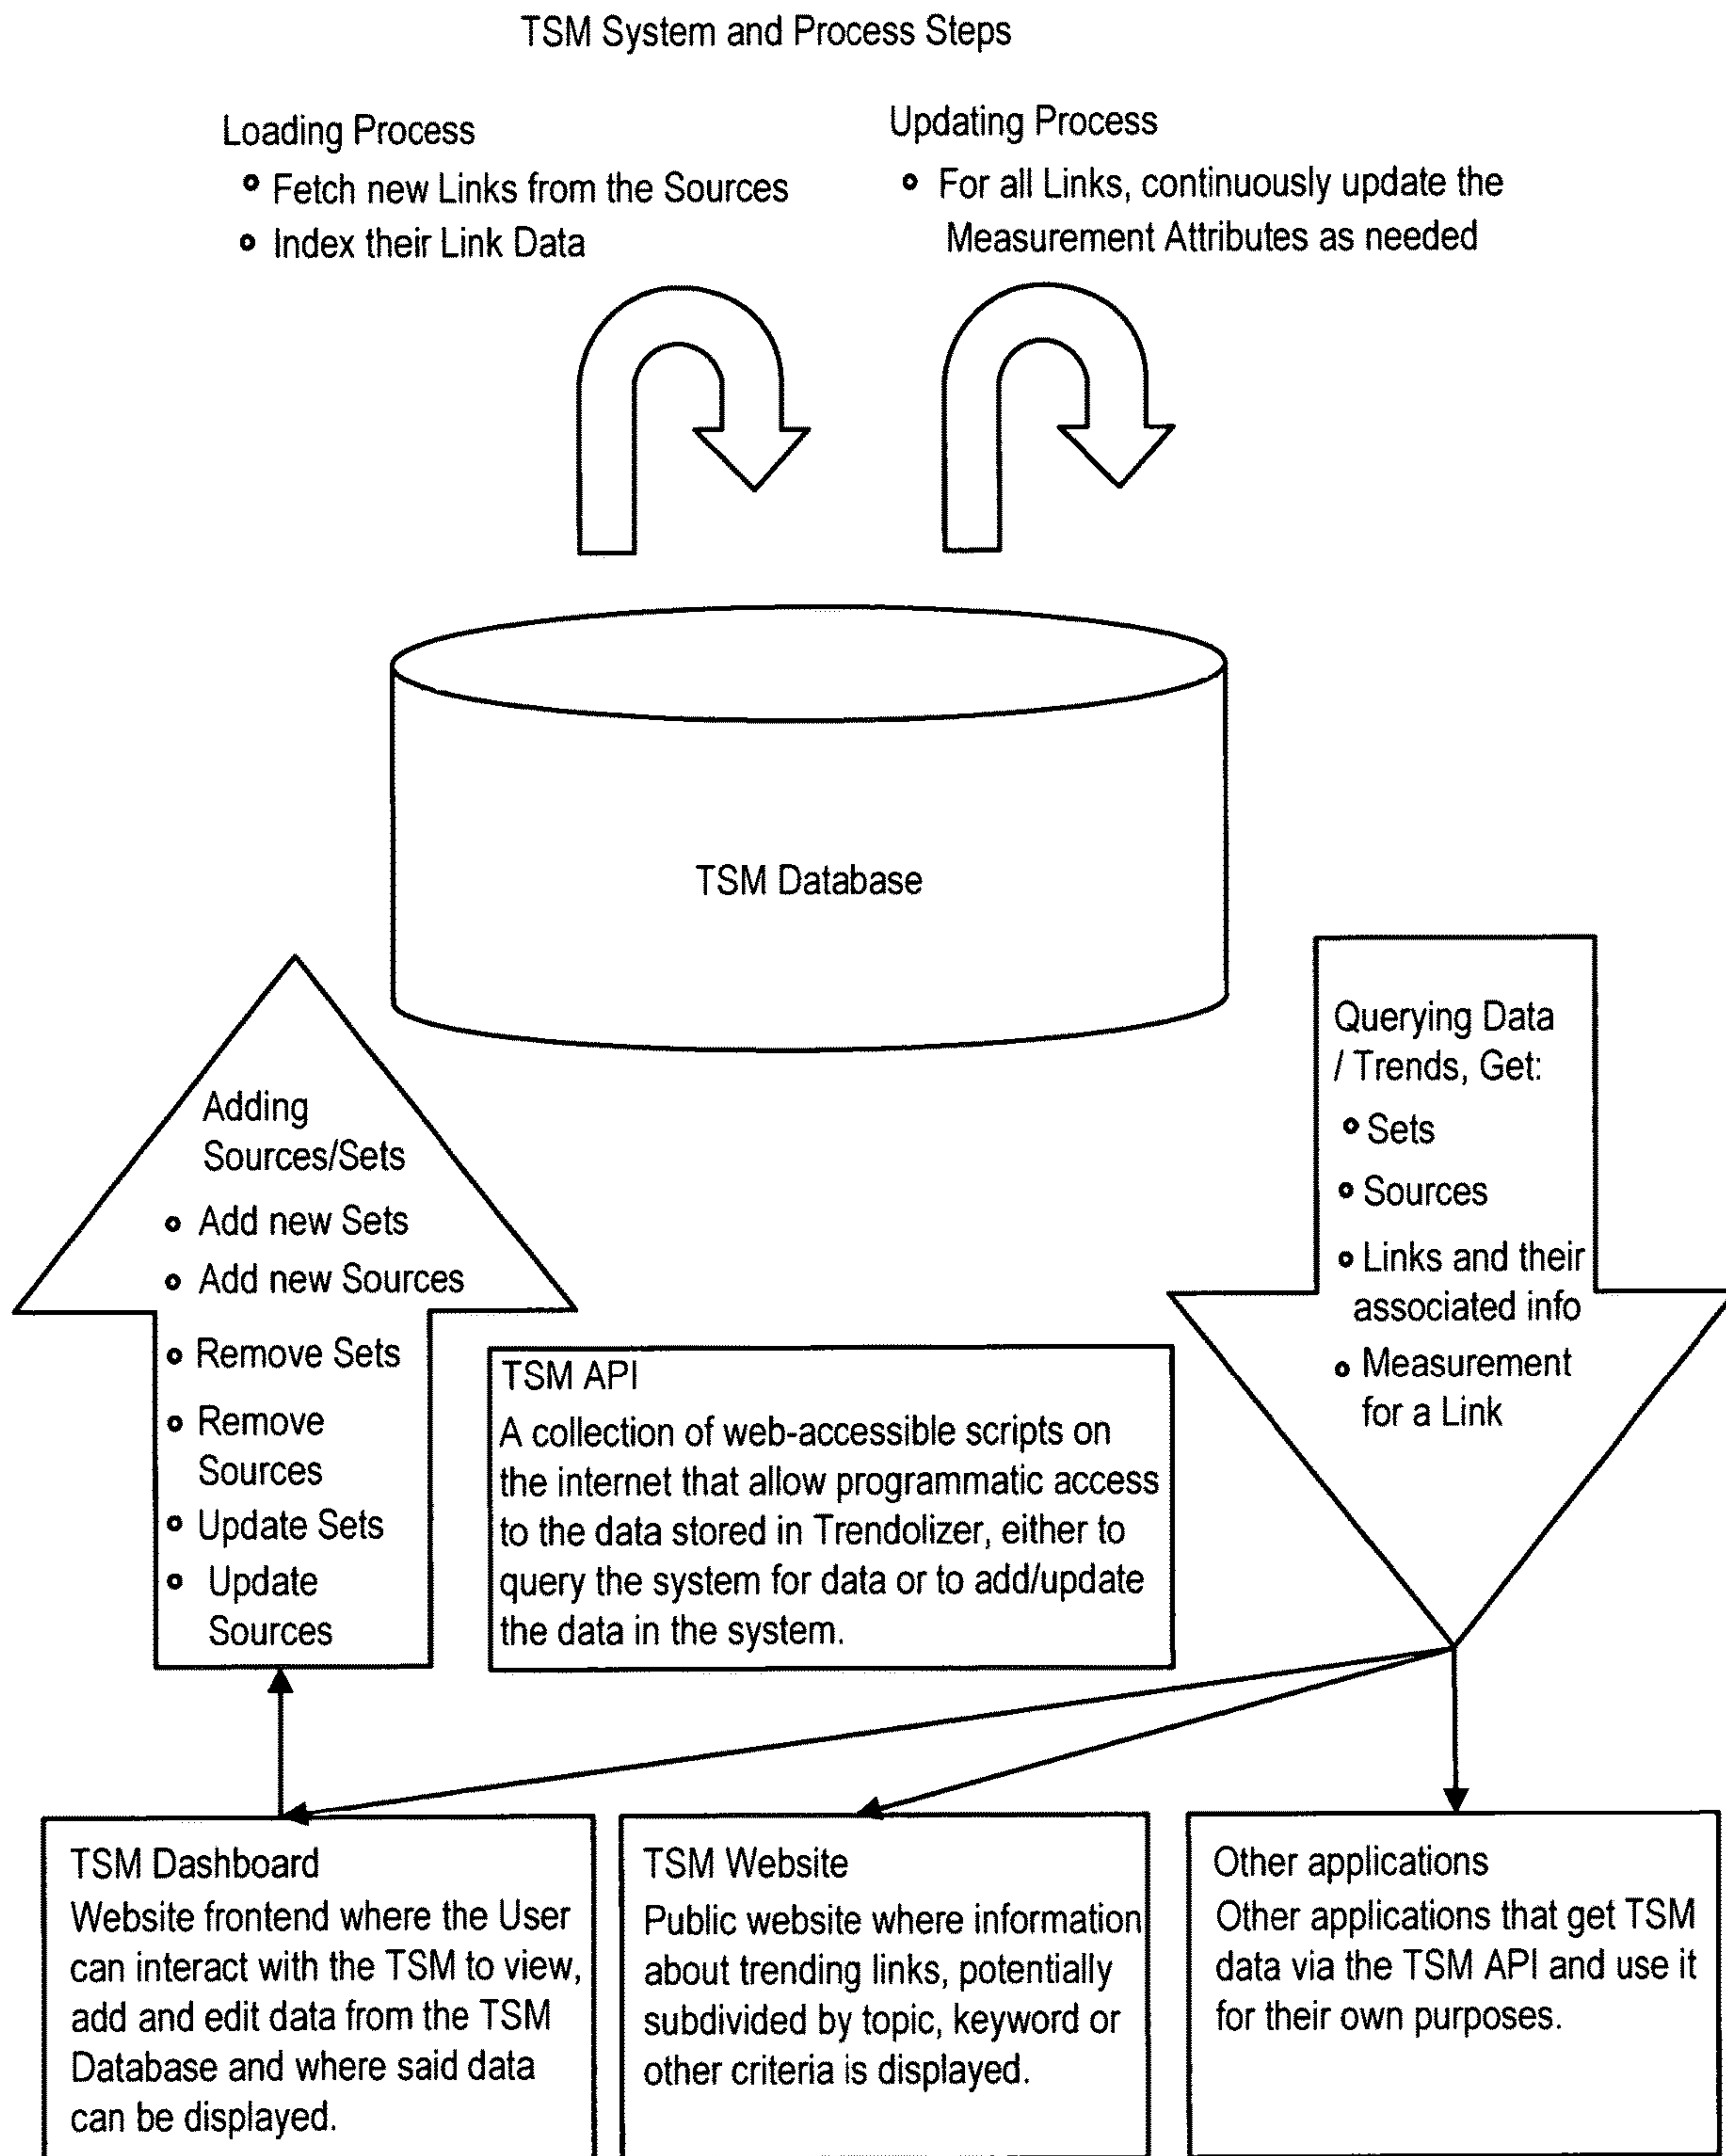 TSM System and Process Steps
Loading Process
• Fetch new Links from the Sources
• Index their Link Data
Updating Process
• For all Links, continuously update the
Measurement Attributes as needed
TSM Database
Adding
Sources/Sets
• Add new Sets
• Add new Sources
• Remove Sets
• Remove
Sources
• Update Sets
• Update
Sources
TSM API
A collection of web-accessible scripts on
the internet that allow programmatic access
to the data stored in Trendolizer, either to
query the system for data or to add/update
the data in the system.
Querying Data
/ Trends, Get:
• Sets
• Sources
• Links and their
associated info
• Measurement
for a Link
TSM Dashboard
Website frontend where the User
can interact with the TSM to view,
add and edit data from the TSM
Database and where said data
can be displayed.
TSM Website
Public website where information
about trending links, potentially
subdivided by topic, keyword or
other criteria is displayed.
Other applications
Other applications that get TSM
data via the TSM API and use it
for their own purposes.